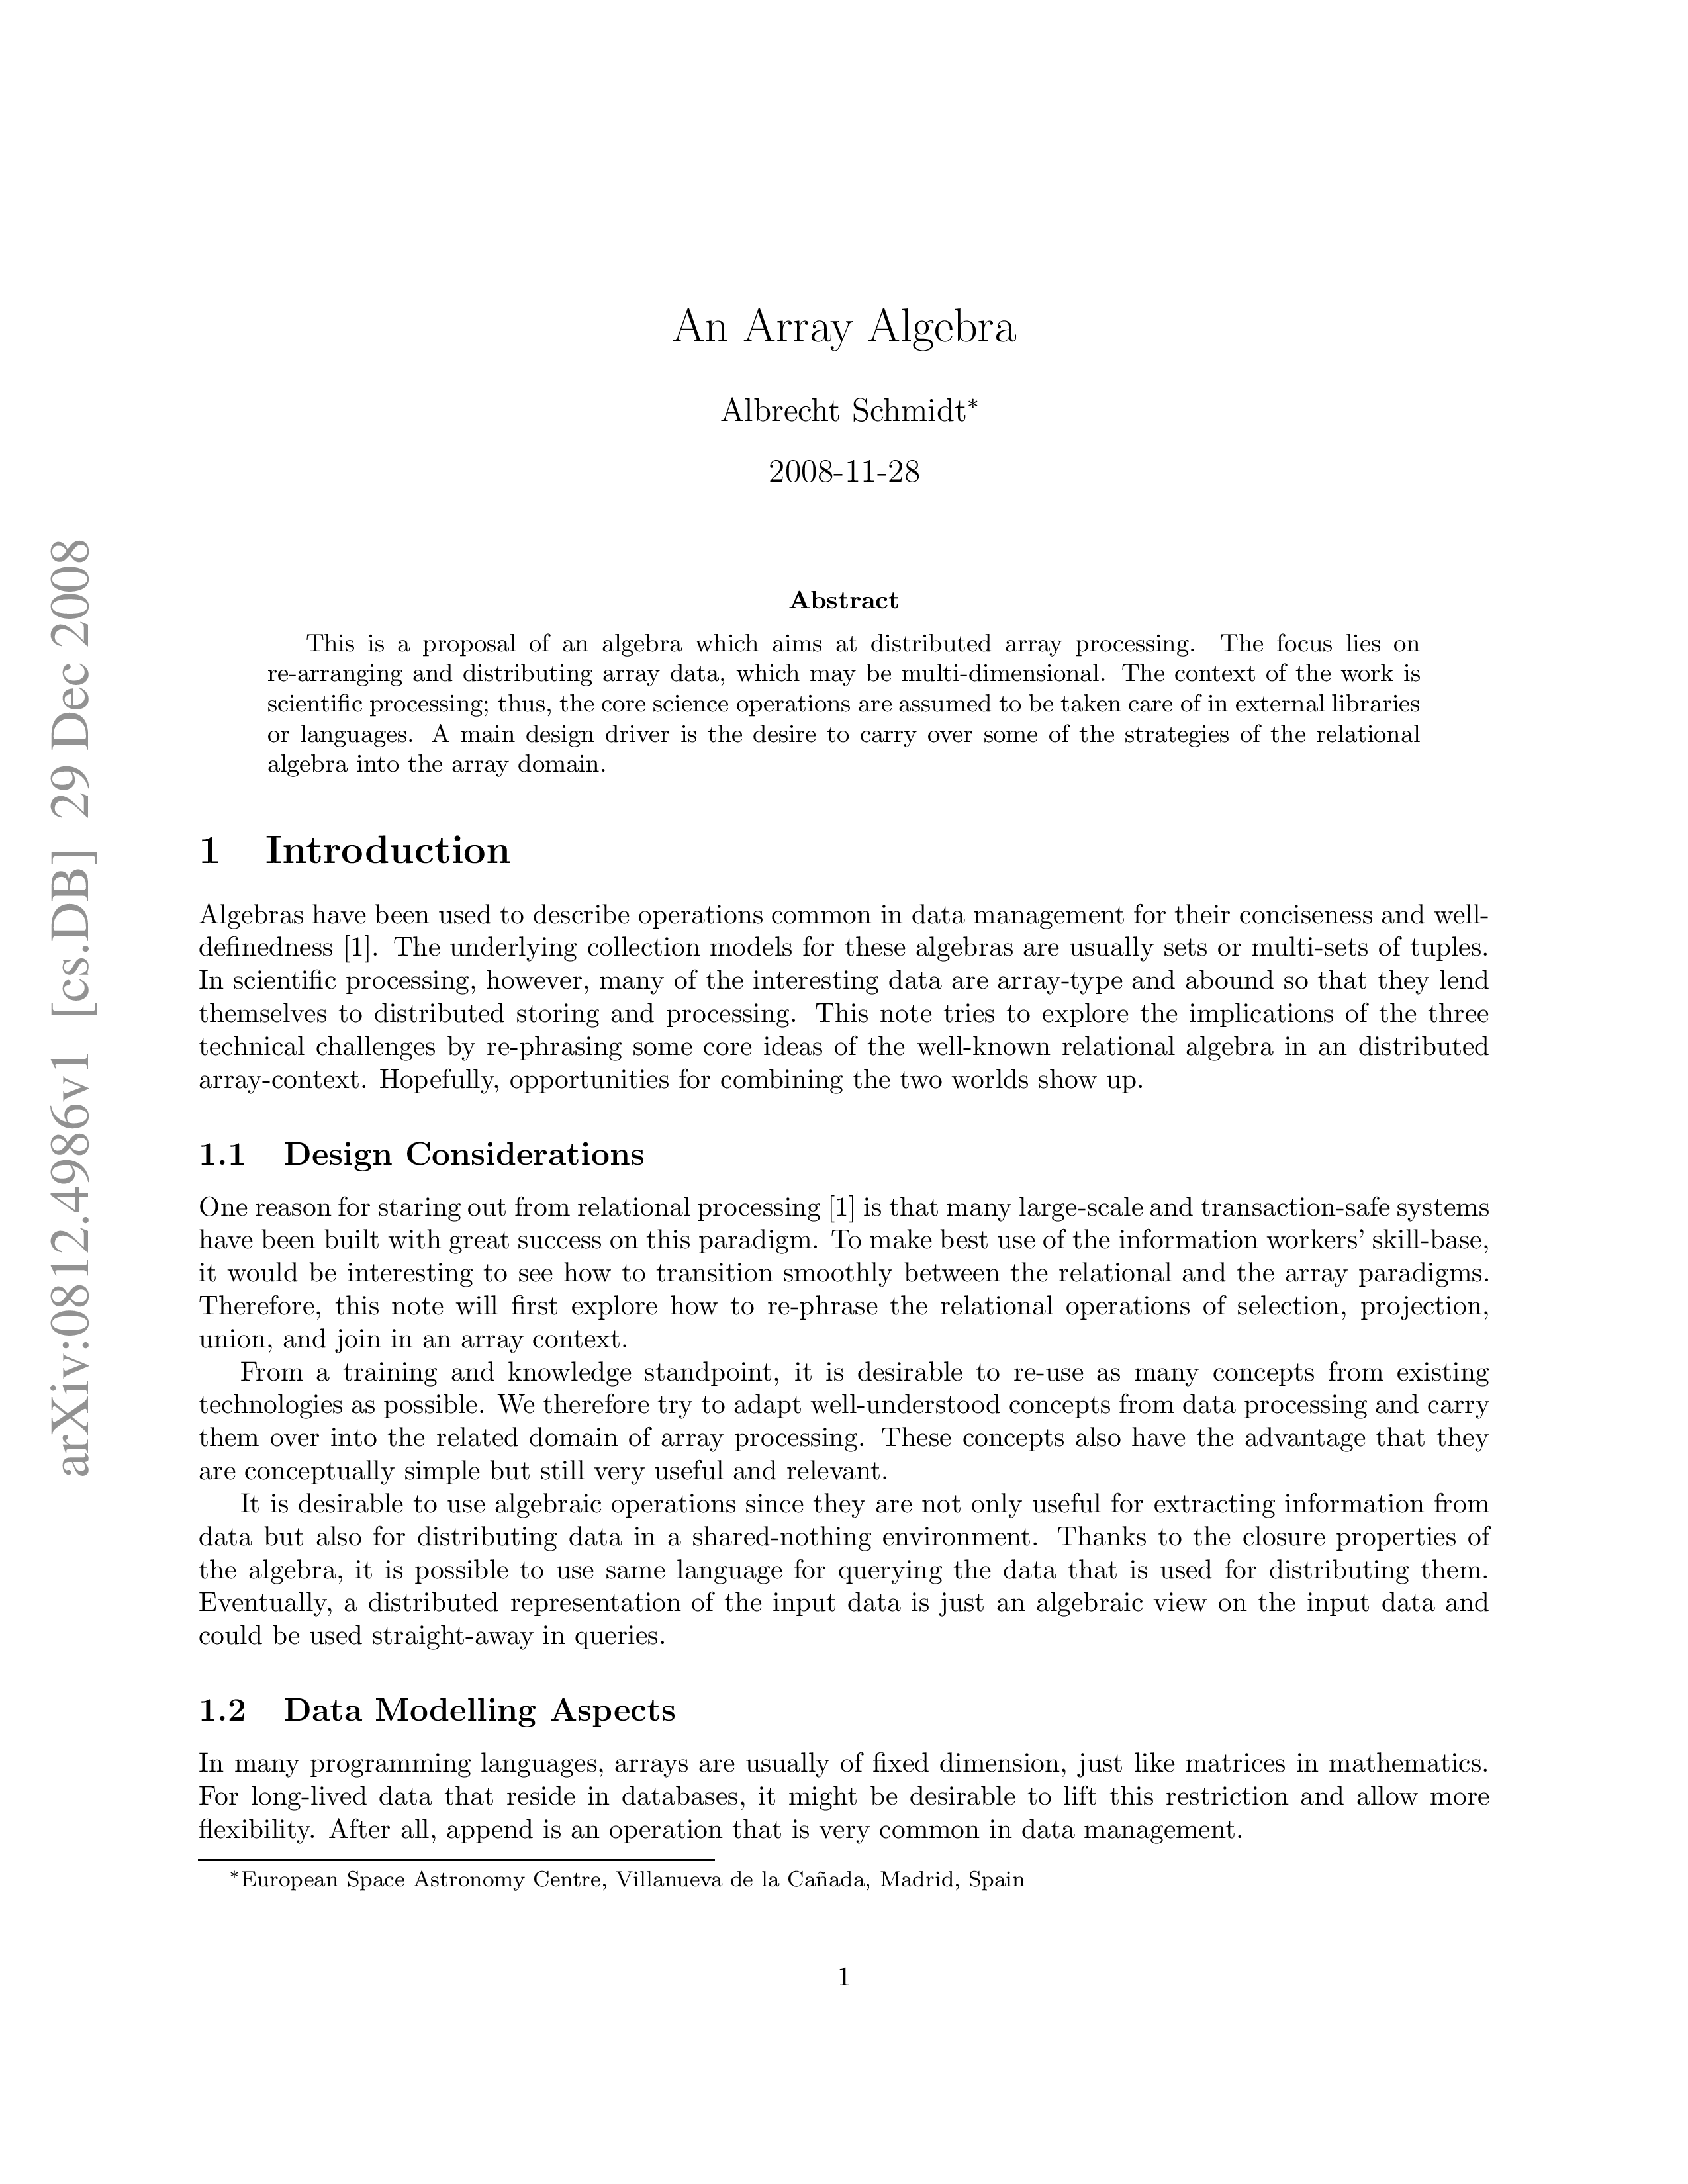 An Array Algebra
Albrecht Schmidt*
2008-11-28
arXiv:0812.4986v1 [cs.DB] 29 Dec 2008
Abstract
This is a proposal of an algebra which aims at distributed array processing. The focus lies on
re-arranging and distributing array data, which may be multi-dimensional. The context of the work is
scientific processing; thus, the core science operations are assumed to be taken care of in external libraries
or languages. A main design driver is the desire to carry over some of the strategies of the relational
algebra into the array domain.
1 Introduction
Algebras have been used to describe operations common in data management for their conciseness and well-
definedness [1]. The underlying collection models for these algebras are usually sets or multi-sets of tuples.
In scientific processing, however, many of the interesting data are array-type and abound so that they lend
themselves to distributed storing and processing. This note tries to explore the implications of the three
technical challenges by re-phrasing some core ideas of the well-known relational algebra in an distributed
array-context. Hopefully, opportunities for combining the two worlds show up.
1.1 Design Considerations
One reason for staring out from relational processing [1] is that many large-scale and transaction-safe systems
have been built with great success on this paradigm. To make best use of the information workers' skill-base,
it would be interesting to see how to transition smoothly between the relational and the array paradigms.
Therefore, this note will first explore how to re-phrase the relational operations of selection, projection,
union, and join in an array context.
From a training and knowledge standpoint, it is desirable to re-use as many concepts from existing
technologies as possible. We therefore try to adapt well-understood concepts from data processing and carry
them over into the related domain of array processing. These concepts also have the advantage that they
are conceptually simple but still very useful and relevant.
It is desirable to use algebraic operations since they are not only useful for extracting information from
data but also for distributing data in a shared-nothing environment. Thanks to the closure properties of
the algebra, it is possible to use same language for querying the data that is used for distributing them.
Eventually, a distributed representation of the input data is just an algebraic view on the input data and
could be used straight-away in queries.
1.2 Data Modelling Aspects
In many programming languages, arrays are usually of fixed dimension, just like matrices in mathematics.
For long-lived data that reside in databases, it might be desirable to lift this restriction and allow more
flexibility. After all, append is an operation that is very common in data management.
*European Space Astronomy Centre, Villanueva de la Cañada, Madrid, Spain
1